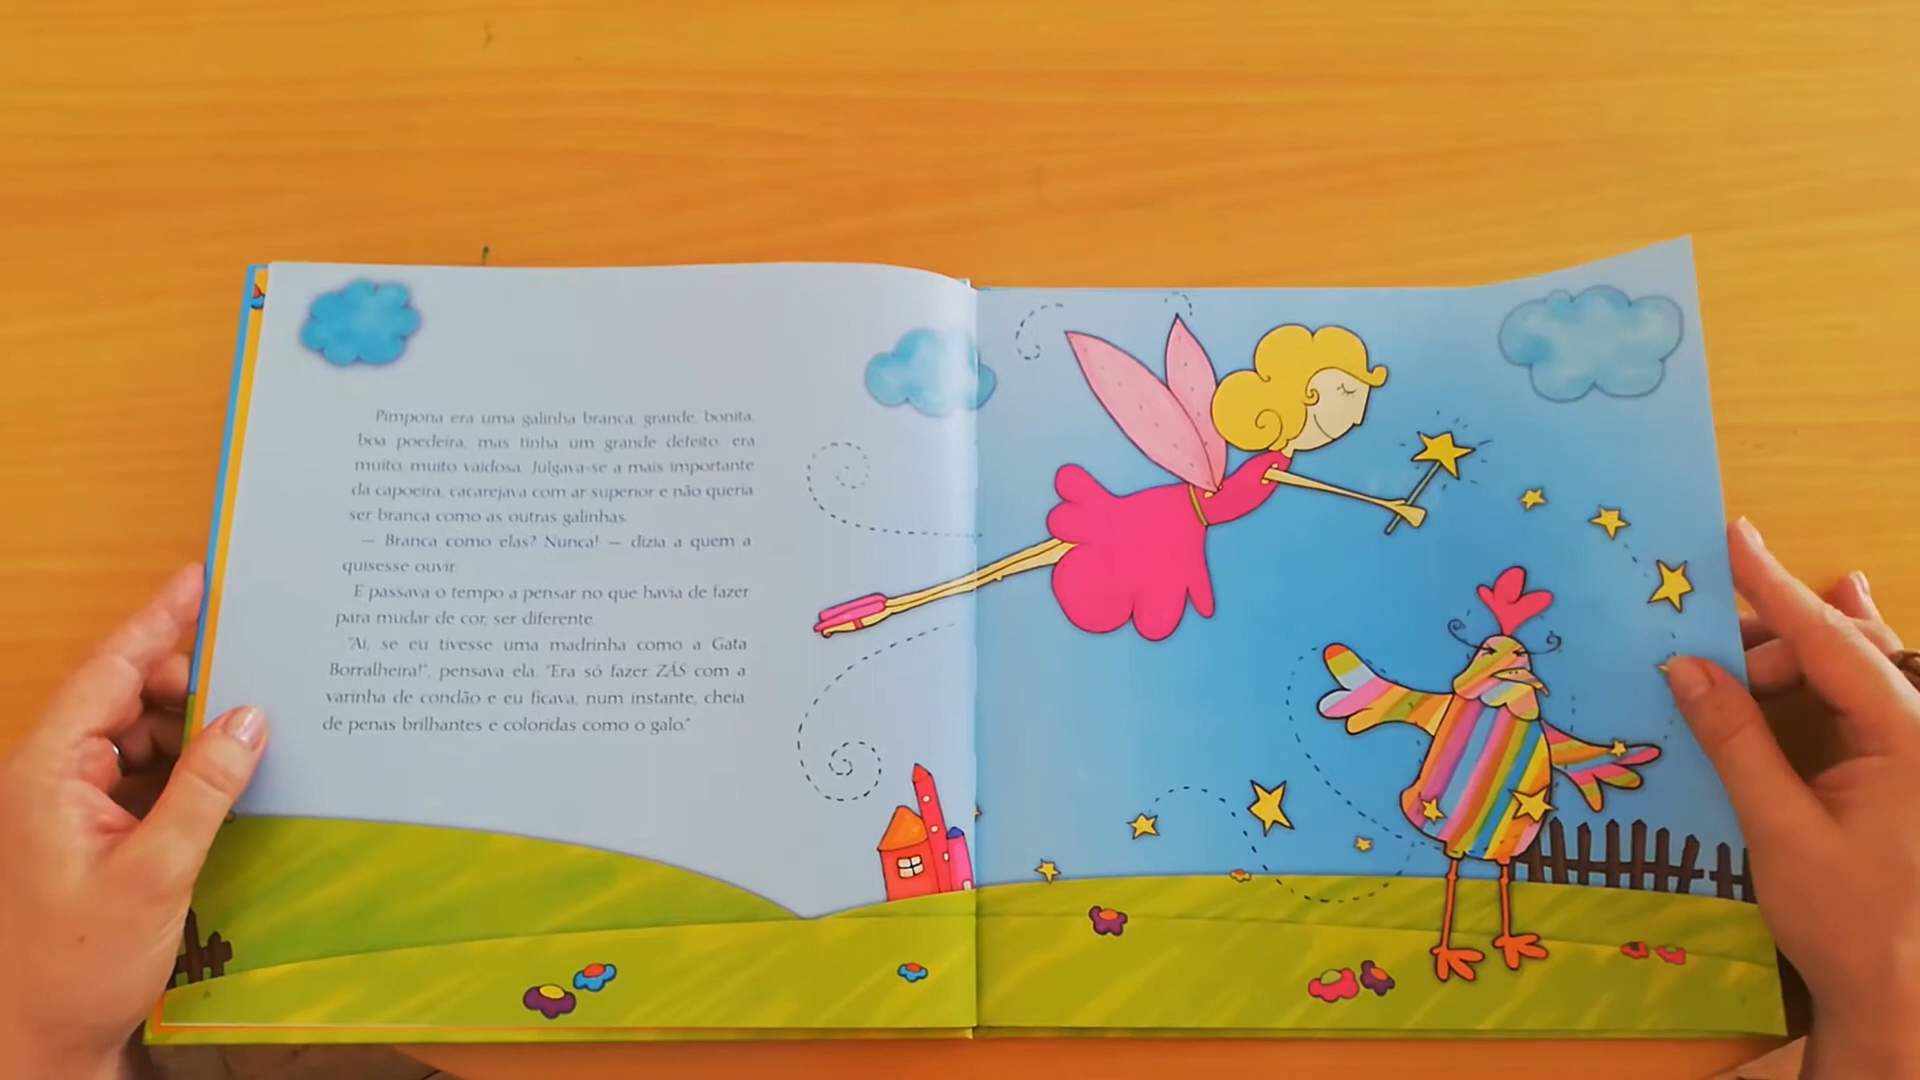 Pimpona era uma galinha branca, grande, bonita,
boa poedeira, mas tinha um grande defeito: era
muito, muito vaidosa. Julgava-se a mais importante
da capoeira, cacarejava com ar superior e não queria
ser branca como as outras galinhas.
— Branca como elas? Nunca! — dizia a quem a
quisesse ouvir.
E passava o tempo a pensar no que havia de fazer
para mudar de cor, ser diferente.
"Ai, se eu tivesse uma madrinha como a Gata
Borralheira!", pensava ela. "Era só fazer ZÁS com a
varinha de condão e eu ficava, num instante, cheia
de penas brilhantes e coloridas como o galo."